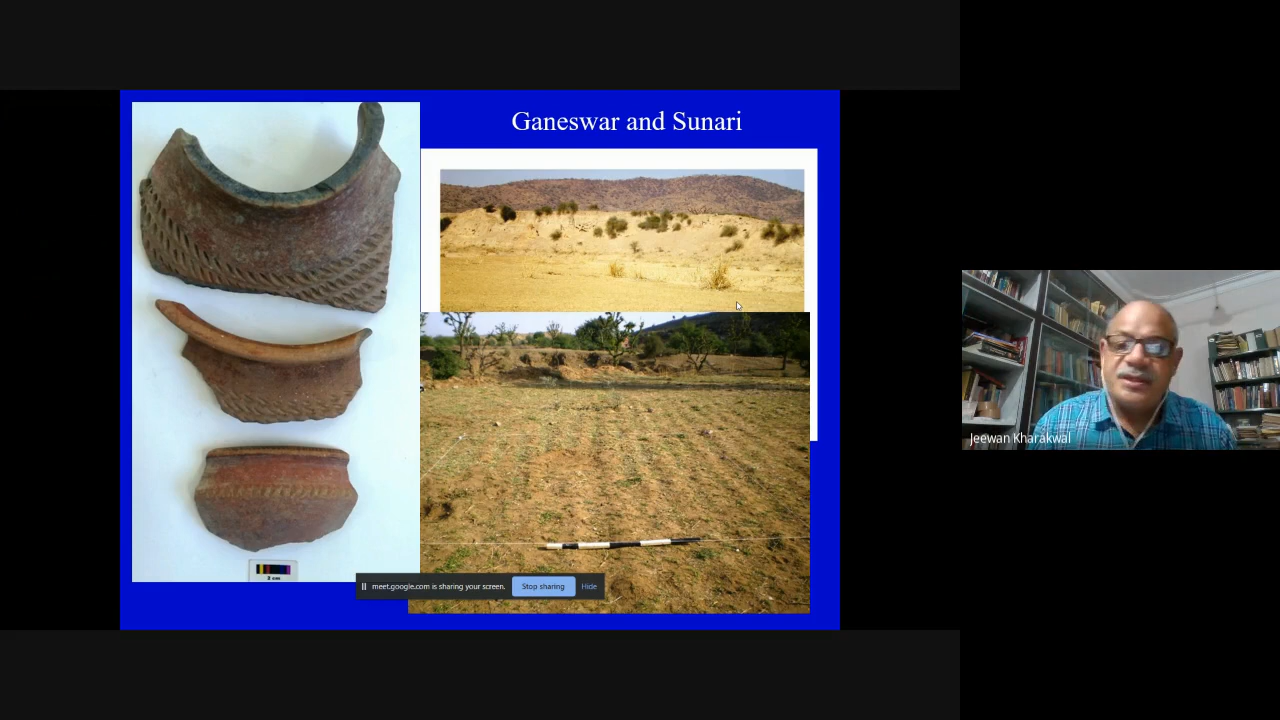 Ganeswar and Sunari
meet.google.com is sharing your screen.
Stop sharing
Hide
Jeewan Kharakwal